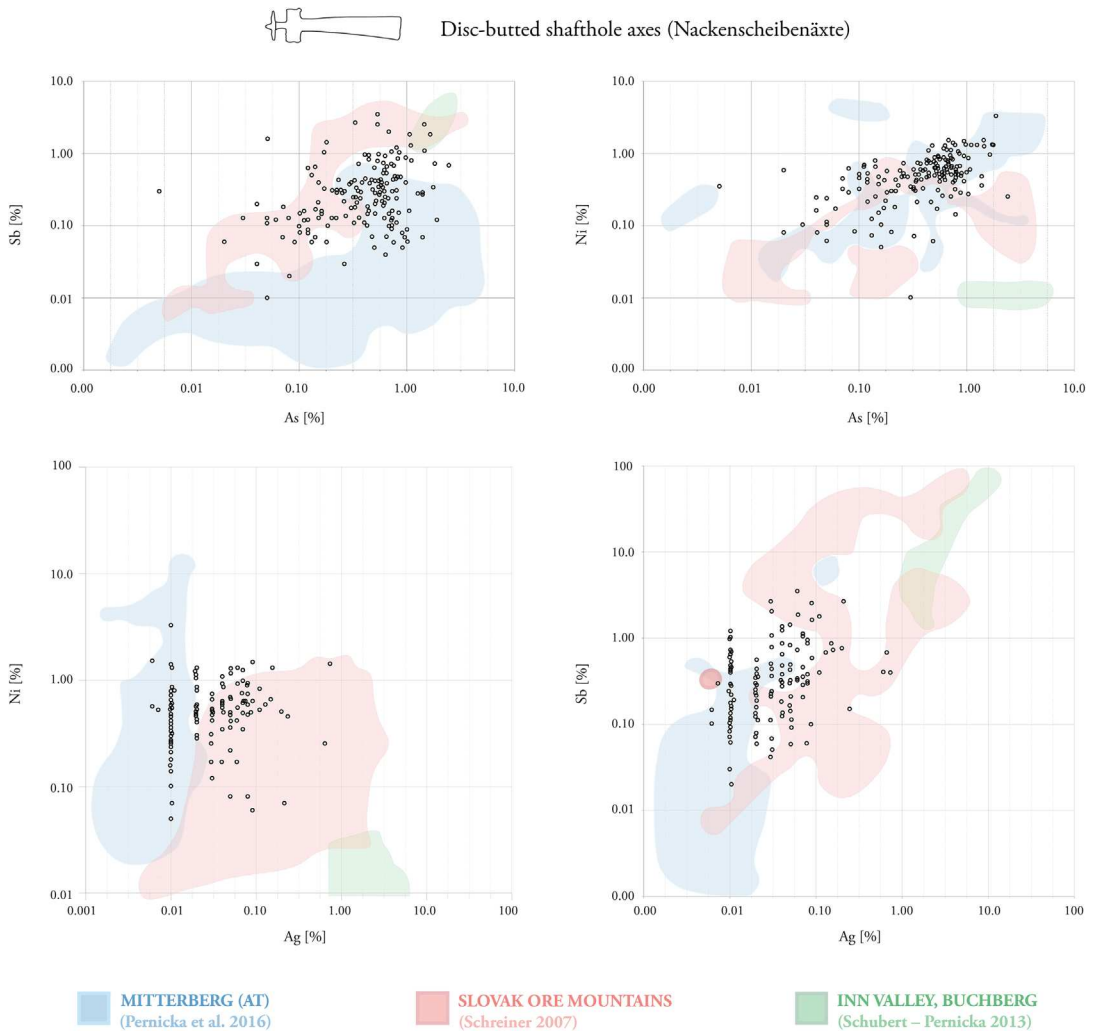 Disc-butted shafthole axes (Nackenscheibenäxte)
10.0
1.00
0.10
0.01
0.00
Sb [%]
0.00 0.01 0.10 1.00 10.0
As [%]
10.0
1.00
0.10
0.01
0.00
Ni [%]
0.00 0.01 0.10 1.00 10.0
As [%]
100
10.0
1.00
0.10
0.01
Ni [%]
0.001 0.01 0.10 1.00 10.0 100
Ag [%]
100
10.0
1.00
0.10
0.01
0.00
Sb [%]
0.00 0.01 0.10 1.00 10.0 100
Ag [%]
MITTERBERG (AT)
(Pernicka et al. 2016)
SLOVAK ORE MOUNTAINS
(Schreiner 2007)
INN VALLEY, BUCHBERG
(Schubert – Pernicka 2013)